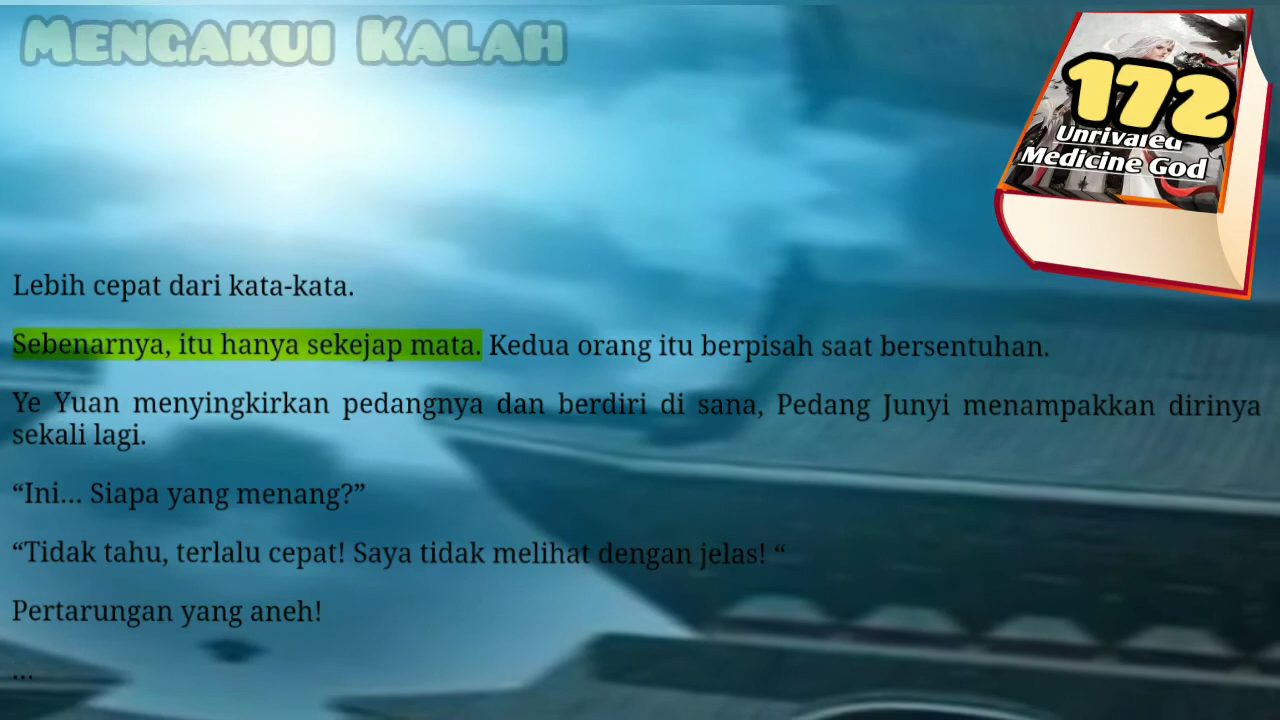 Mengakui Kalah
172
Unrivaled
Medicine God
Lebih cepat dari kata-kata.
Sebenarnya, itu hanya sekejap mata. Kedua orang itu berpisah saat bersentuhan.
Ye Yuan menyingkirkan pedangnya dan berdiri di sana, Pedang Junyi menampakkan dirinya
sekali lagi.
“Ini... Siapa yang menang?”
“Tidak tahu, terlalu cepat! Saya tidak melihat dengan jelas! “
Pertarungan yang aneh!
...